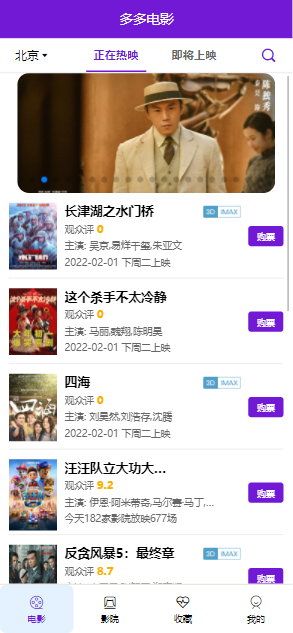 多多电影
北京
正在热映
即将上映
陈独秀
长津湖之水门桥
3D IMAX
观众评 0
购票
主演: 吴京,易烊千玺,朱亚文
2022-02-01 下周二上映
这个杀手不太冷静
观众评 0
购票
主演: 马丽,魏翔,陈明昊
2022-02-01 下周二上映
四海
3D IMAX
观众评 0
购票
主演: 刘昊然,刘浩存,沈腾
2022-02-01 下周二上映
汪汪队立大功大...
观众评 9.2
购票
主演: 伊恩·阿米蒂奇,马尔赛·马丁,...
今天182家影院放映677场
反贪风暴5：最终章
3D IMAX
观众评 8.7
购票
电影
影院
收藏
我的